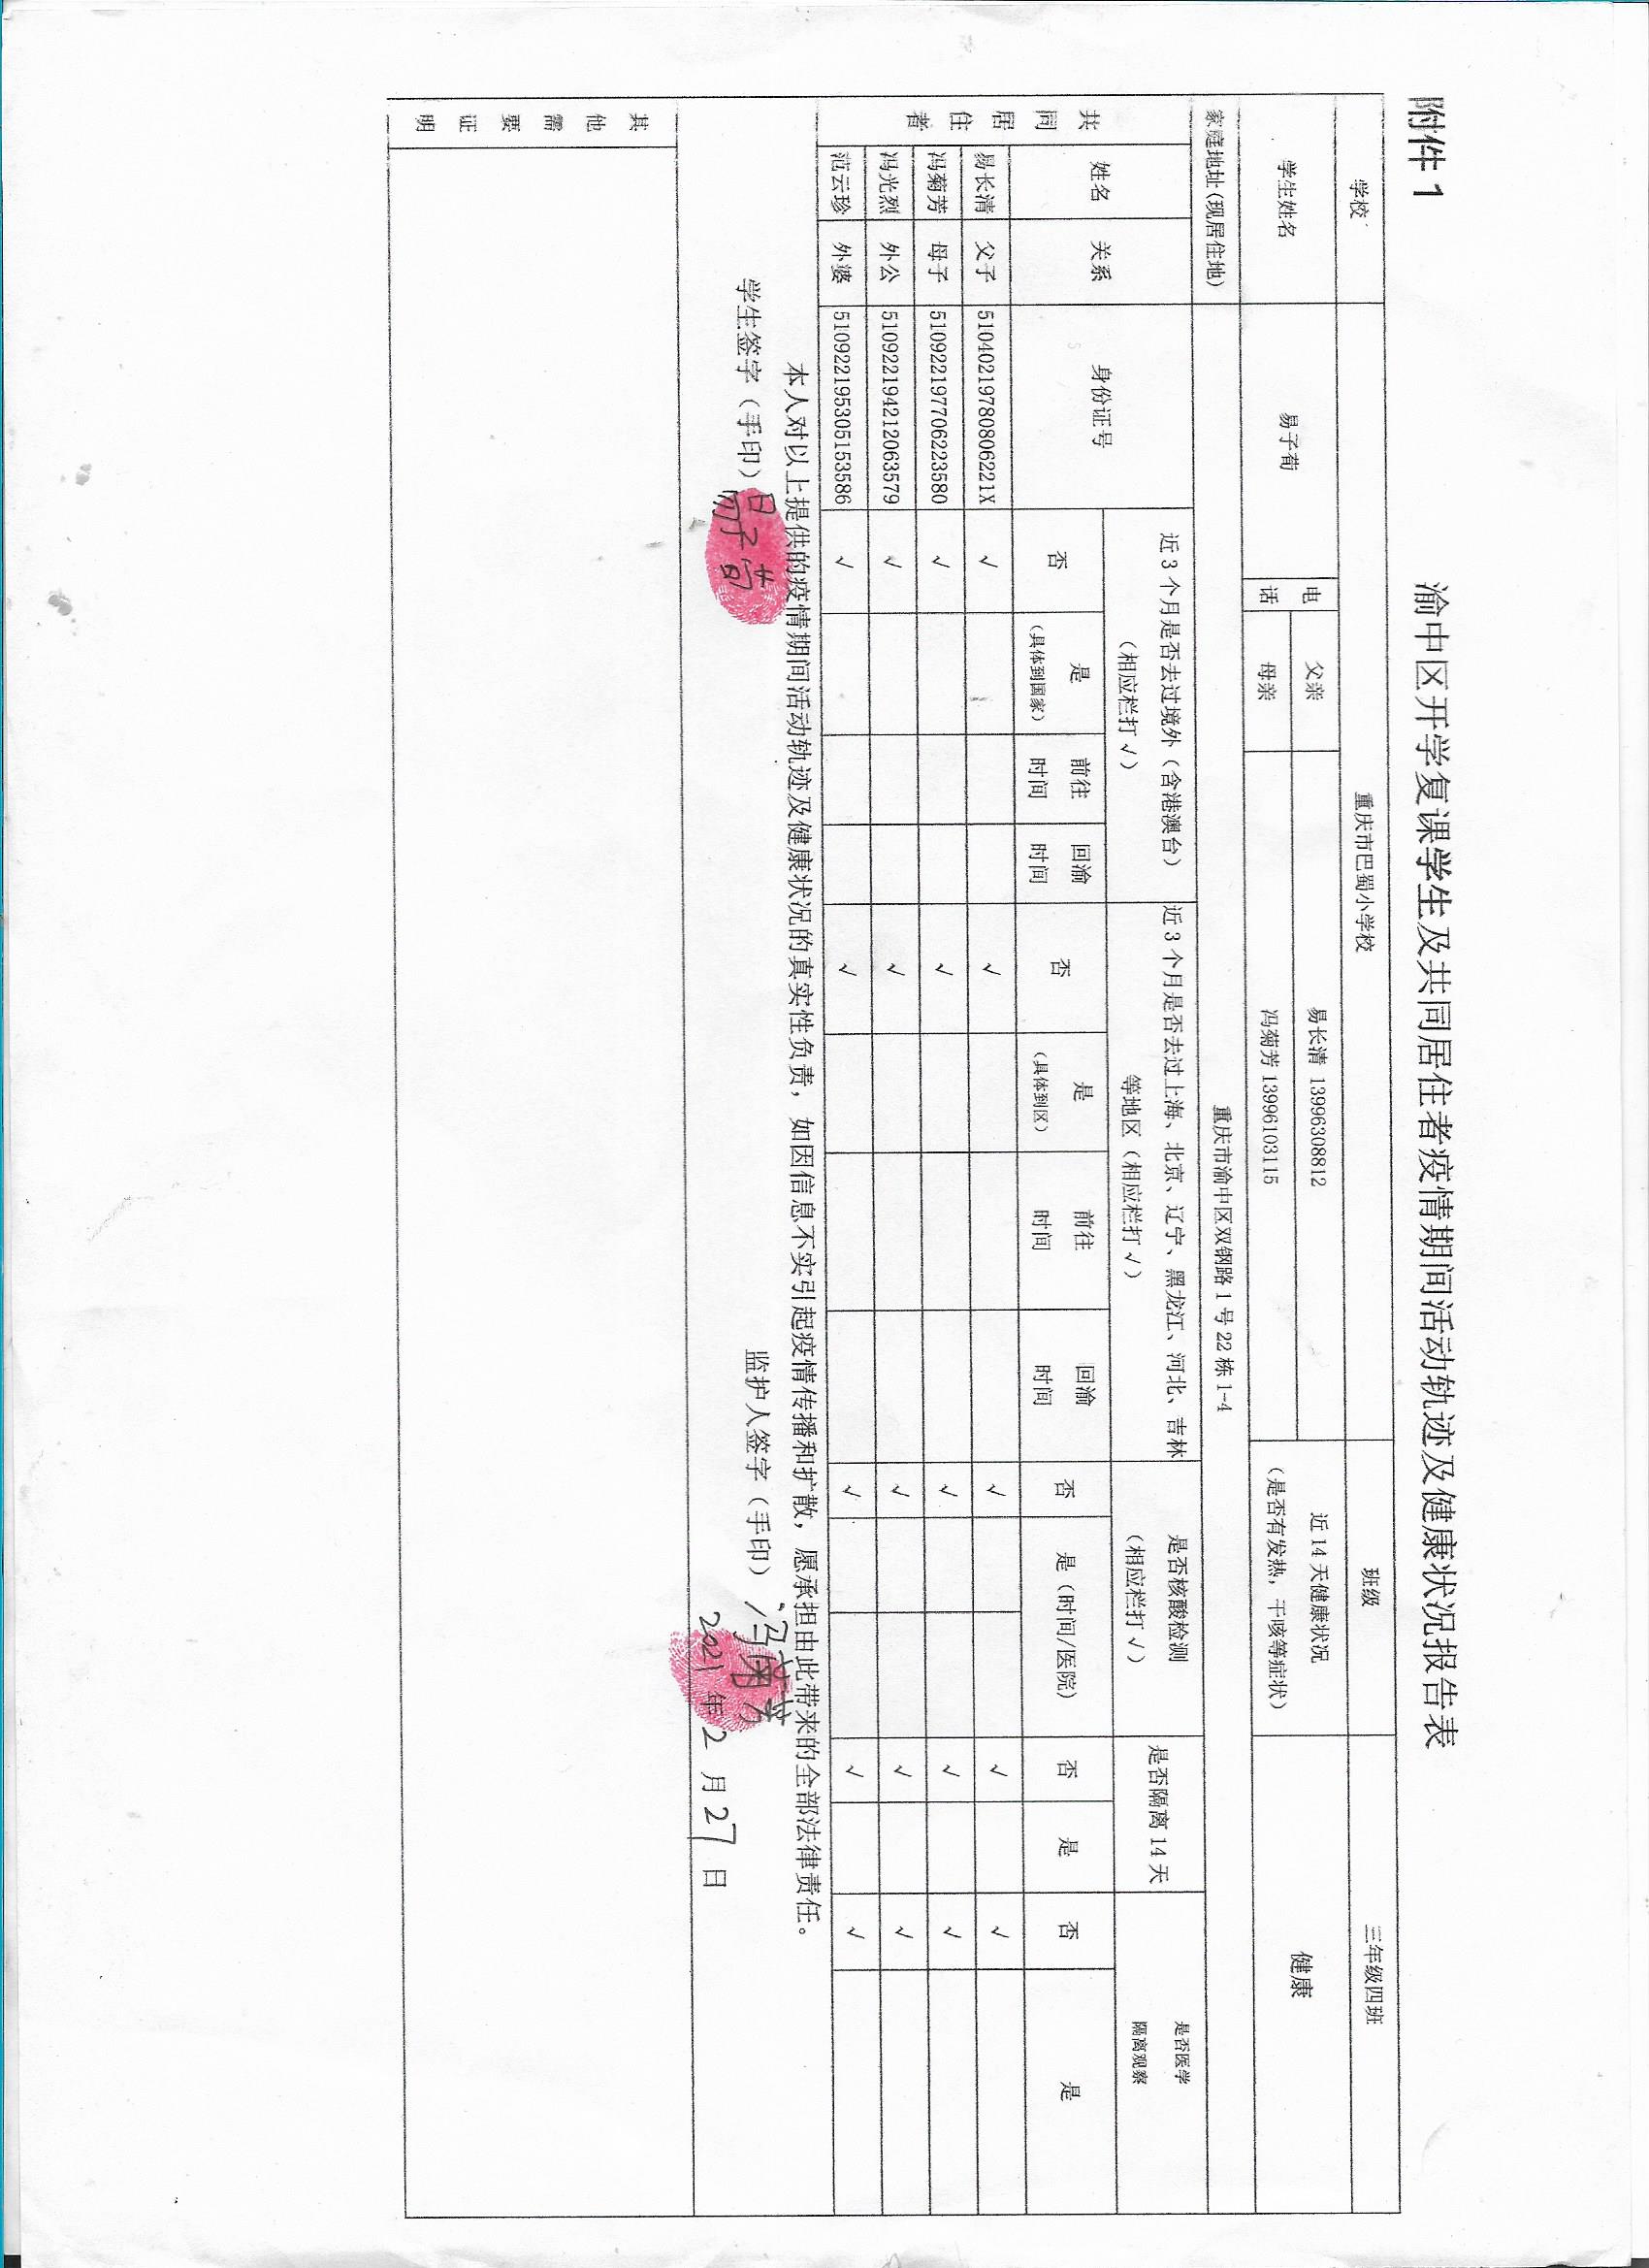 附件1
渝中区开学复课学生及共同居住者疫情期间活动轨迹及健康状况报告表
学校 重庆市巴蜀小学校 班级 三年级四班
学生姓名 易子荀 电话 父亲 易长清 13996308812 近14天健康状况 健康
母亲 冯菊芳 13996103115 (是否有发热,干咳等症状)
家庭地址(现居住地) 重庆市渝中区双钢路1号22栋1-4
共同居住者 姓名 关系 身份证号 近3个月是否去过境外(含港澳台) 近3个月是否去过上海、北京、辽宁、黑龙江、河北、吉林 是否核酸检测 是否隔离14天 是否医学
(相应栏打√) 等地区(相应栏打√) (相应栏打√) 隔离观察
否 是 前往 回渝 否 是 前往 回渝 否 是(时间/医院) 否 是 否 是
(具体到国家) 时间 时间 (具体到区) 时间 时间
易长清 父子 51040219780806221X √ √ √ √ √
冯菊芳 母子 510922197706223580 √ √ √ √ √
冯光烈 外公 510922194212063579 √ √ √ √ √
范云珍 外婆 510922195305153586 √ √ √ √ √
本人对以上提供的疫情期间活动轨迹及健康状况的真实性负责,如因信息不实引起疫情传播和扩散,愿承担由此带来的全部法律责任。
学生签字(手印) 易子荀 监护人签字(手印) 冯菊芳
2021年2月27日
其他需要证明